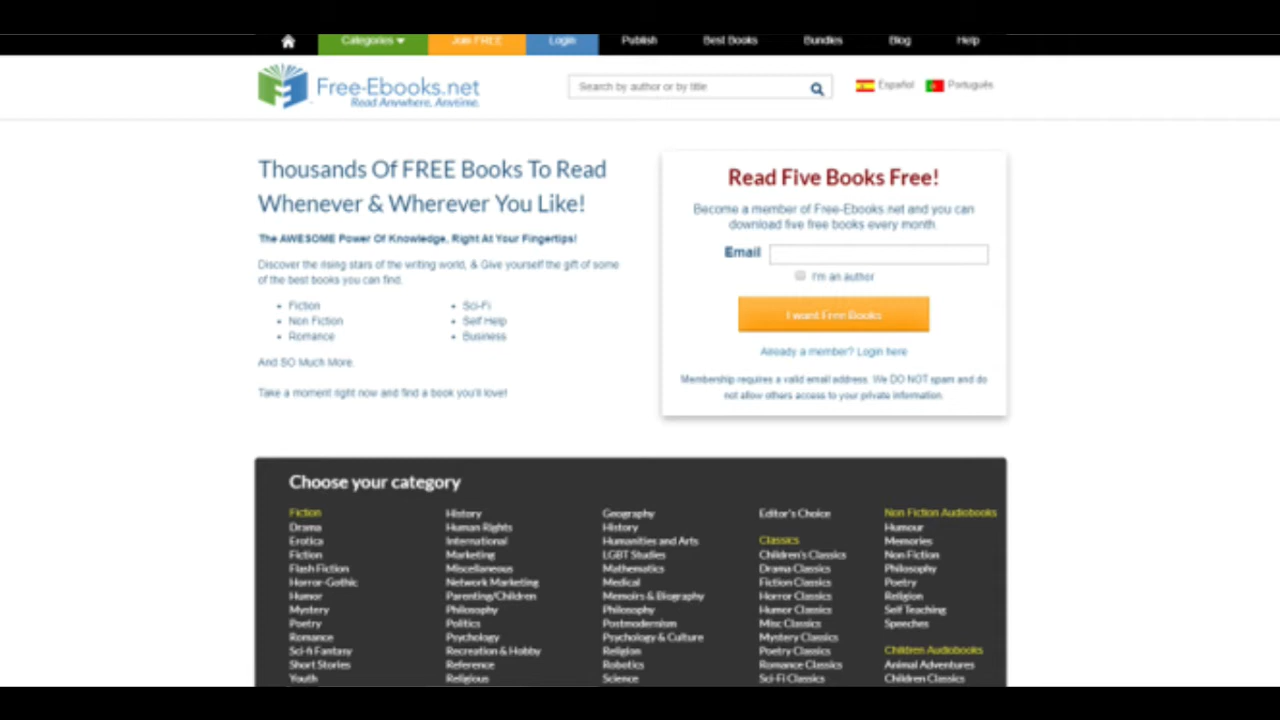 Categories
Join FREE
Login
Publish
Best Books
Bundles
Blog
Help
Free-Ebooks.net
Read Anywhere, Anytime.
Search by author or by title
Español
Português
Thousands Of FREE Books To Read
Whenever & Wherever You Like!
The AWESOME Power Of Knowledge, Right At Your Fingertips!
Discover the rising stars of the writing world, & Give yourself the gift of some
of the best books you can find.
Fiction
Non Fiction
Romance
Sci-Fi
Self Help
Business
And SO Much More.
Take a moment right now and find a book you'll love!
Read Five Books Free!
Become a member of Free-Ebooks.net and you can
download five free books every month.
Email
I'm an author
I want Free Books
Already a member? Login here
Membership requires a valid email address. We DO NOT spam and do
not allow others access to your private information.
Choose your category
Fiction
Drama
Erotica
Fiction
Flash Fiction
Horror-Gothic
Humor
Mystery
Poetry
Romance
Sci-fi Fantasy
Short Stories
Youth
History
Human Rights
International
Marketing
Miscellaneous
Network Marketing
Parenting/Children
Philosophy
Politics
Psychology
Recreation & Hobby
Reference
Religious
Geography
History
Humanities and Arts
LGBT Studies
Mathematics
Medical
Memoirs & Biography
Philosophy
Postmodernism
Psychology & Culture
Religion
Robotics
Science
Editor's Choice
Classics
Children's Classics
Drama Classics
Fiction Classics
Horror Classics
Humor Classics
Misc Classics
Mystery Classics
Poetry Classics
Romance Classics
Sci-Fi Classics
Non Fiction Audiobooks
Humour
Memories
Non Fiction
Philosophy
Poetry
Religion
Self Teaching
Speeches
Children Audiobooks
Animal Adventures
Children Classics